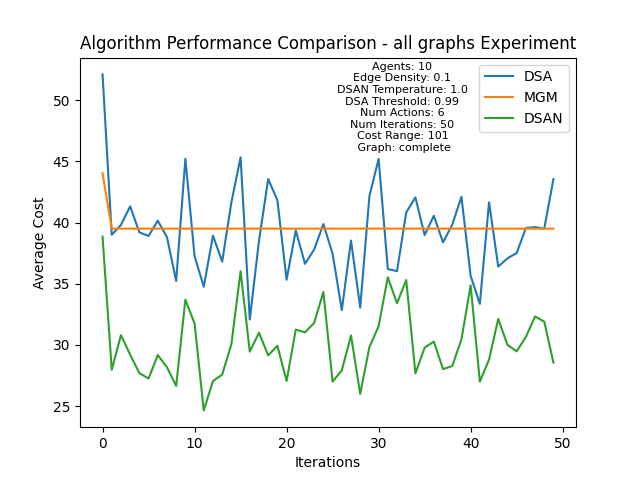 Algorithm Performance Comparison - all graphs Experiment
Agents: 10
Edge Density: 0.1
DSAN Temperature: 1.0
DSA Threshold: 0.99
Num Actions: 6
Num Iterations: 50
Cost Range: 101
Graph: complete
DSA
MGM
DSAN
Average Cost
50
45
40
35
30
25
0 10 20 30 40 50
Iterations